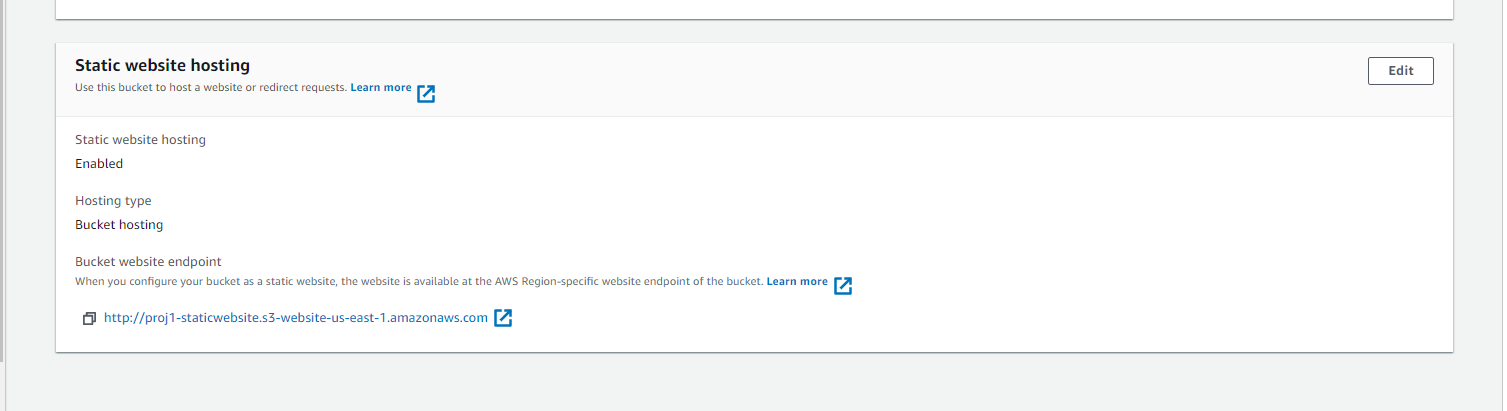 Static website hosting
Edit
Use this bucket to host a website or redirect requests. Learn more
Static website hosting
Enabled
Hosting type
Bucket hosting
Bucket website endpoint
When you configure your bucket as a static website, the website is available at the AWS Region-specific website endpoint of the bucket. Learn more
http://proj1-staticwebsite.s3-website-us-east-1.amazonaws.com